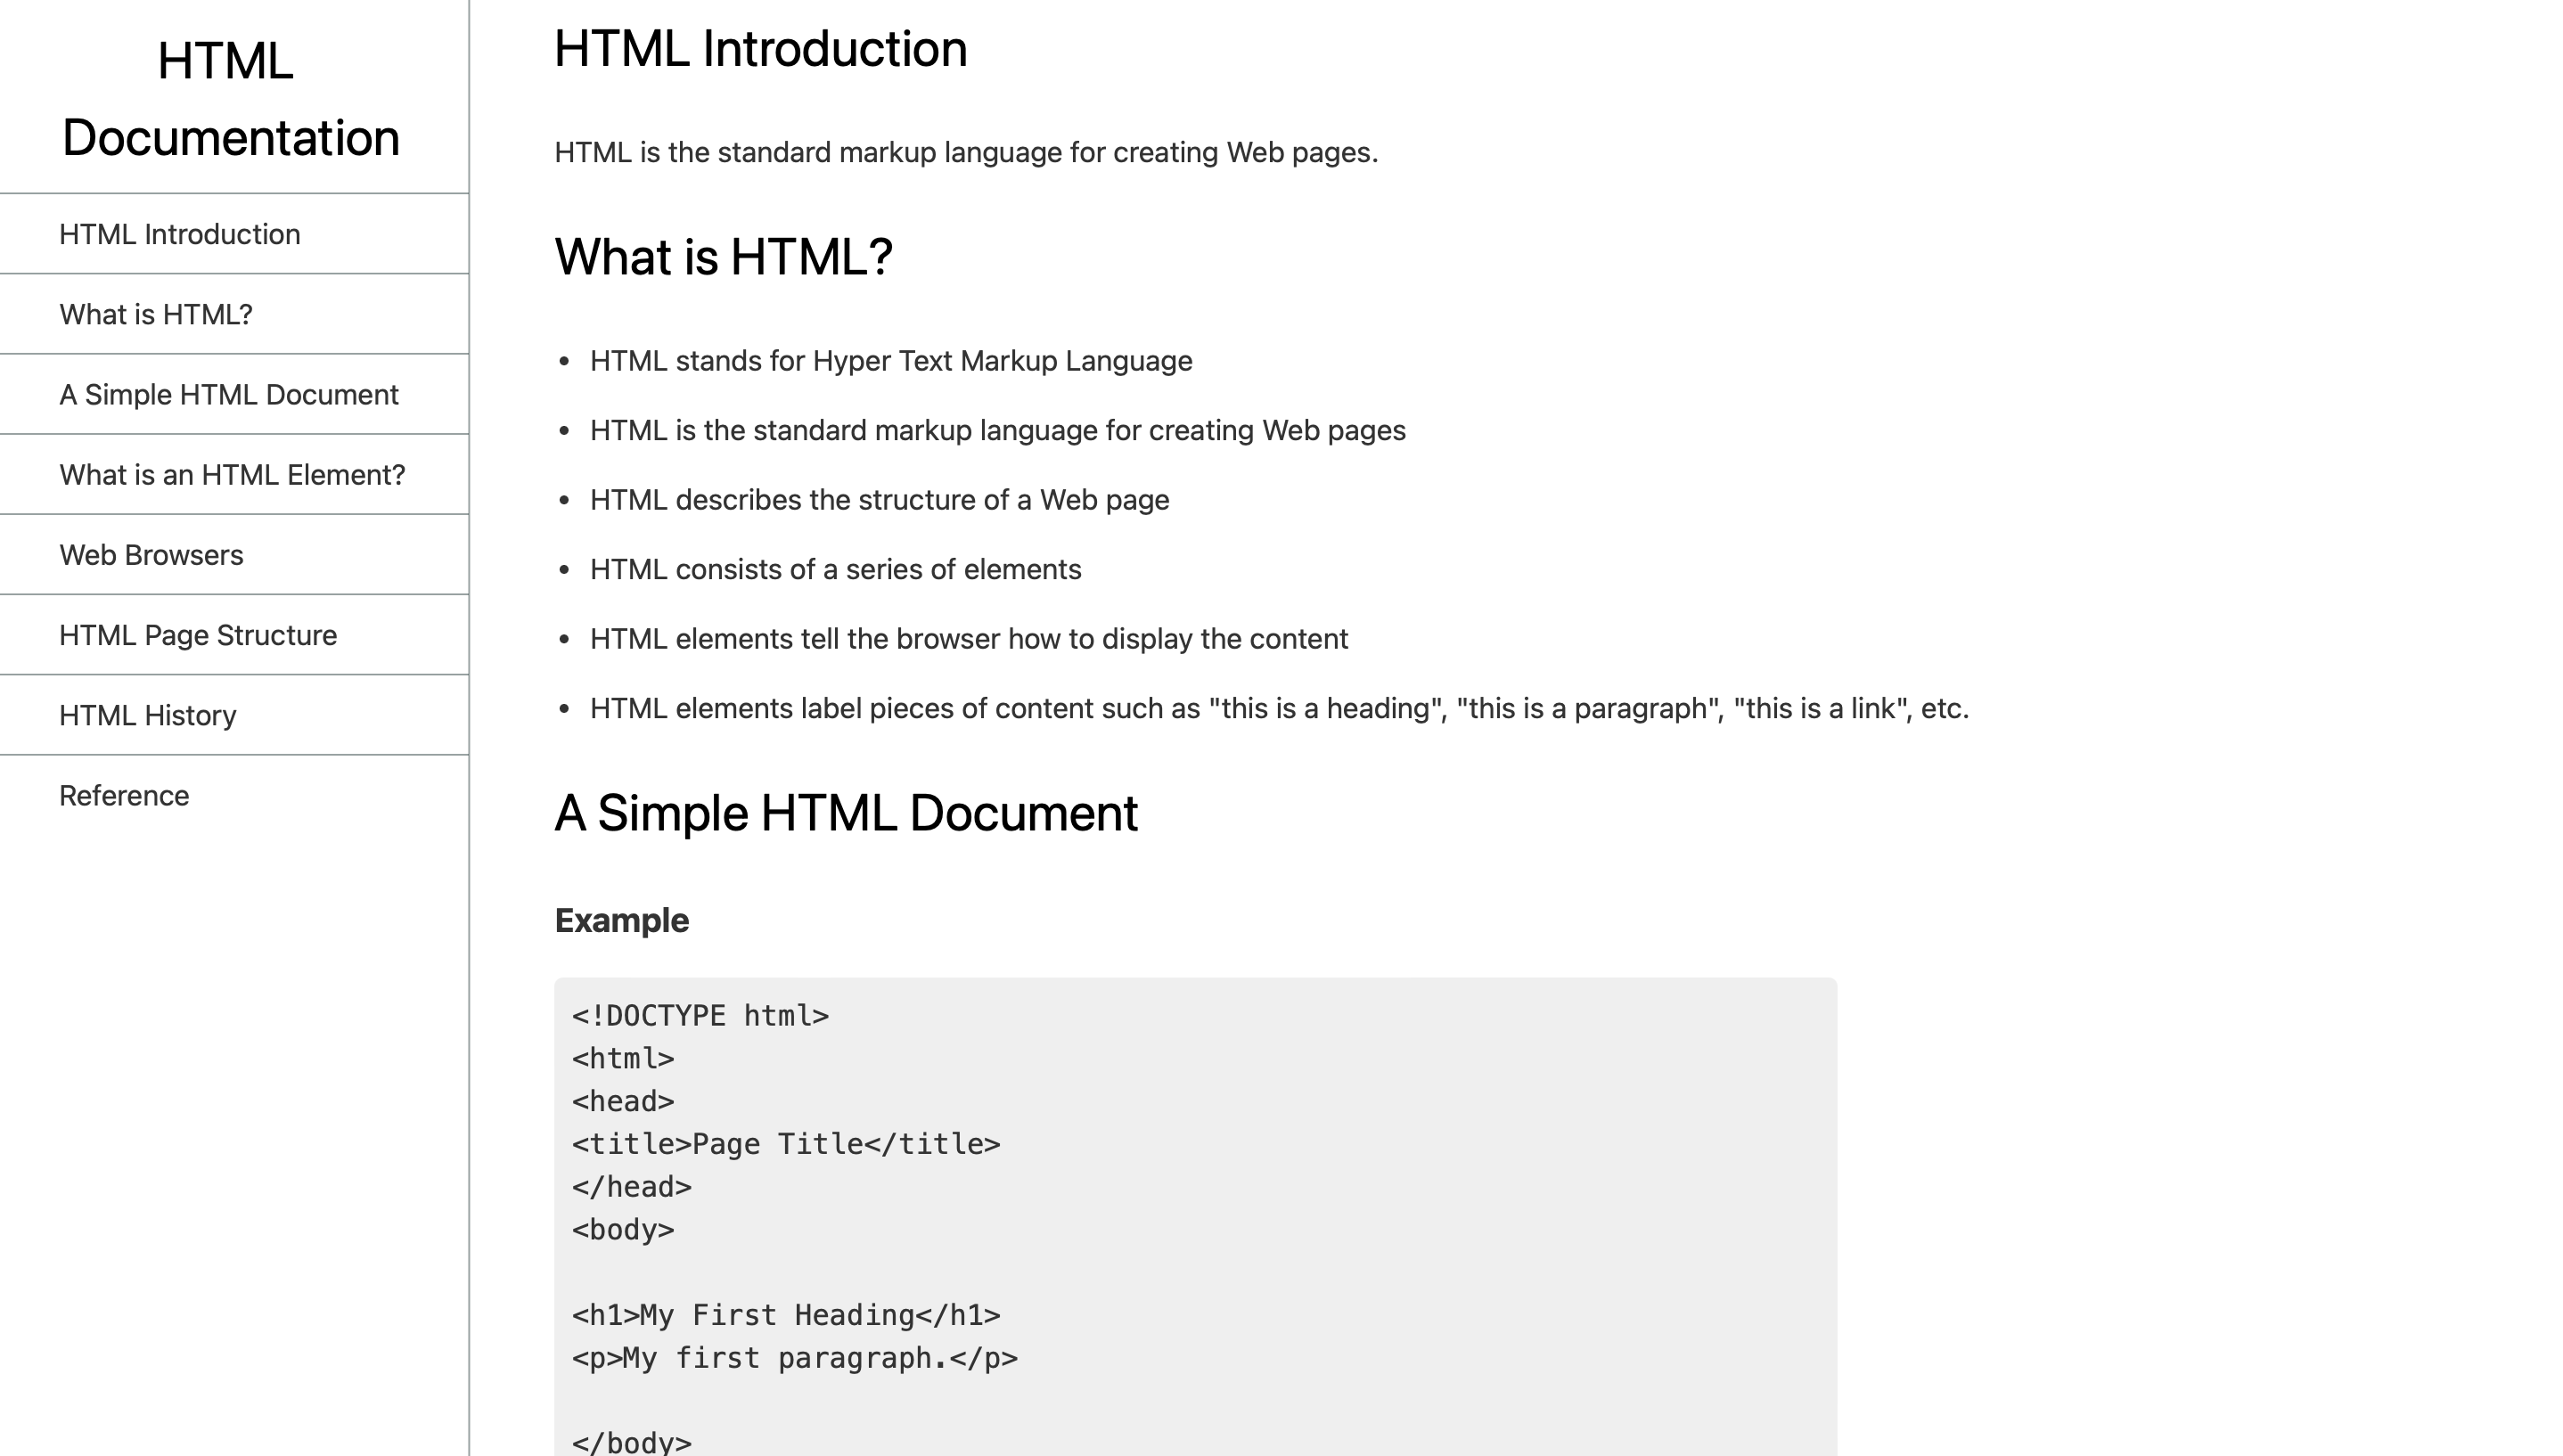 HTML
Documentation
HTML Introduction
What is HTML?
A Simple HTML Document
What is an HTML Element?
Web Browsers
HTML Page Structure
HTML History
Reference
HTML Introduction
HTML is the standard markup language for creating Web pages.
What is HTML?
• HTML stands for Hyper Text Markup Language
• HTML is the standard markup language for creating Web pages
• HTML describes the structure of a Web page
• HTML consists of a series of elements
• HTML elements tell the browser how to display the content
• HTML elements label pieces of content such as "this is a heading", "this is a paragraph", "this is a link", etc.
A Simple HTML Document
Example
<!DOCTYPE html>
<html>
<head>
<title>Page Title</title>
</head>
<body>
<h1>My First Heading</h1>
<p>My first paragraph.</p>
</body>